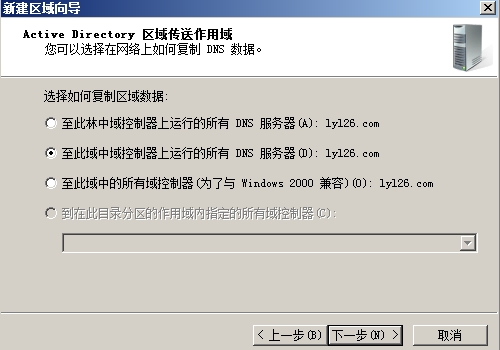 新建区域向导
Active Directory 区域传送作用域
您可以选择在网络上如何复制 DNS 数据。
选择如何复制区域数据:
至此林中域控制器上运行的所有 DNS 服务器(A): lyl26.com
至此域中域控制器上运行的所有 DNS 服务器(D): lyl26.com
至此域中的所有域控制器(为了与 Windows 2000 兼容)(O): lyl26.com
到在此目录分区的作用域内指定的所有域控制器(C):
< 上一步(B) 下一步(N) > 取消